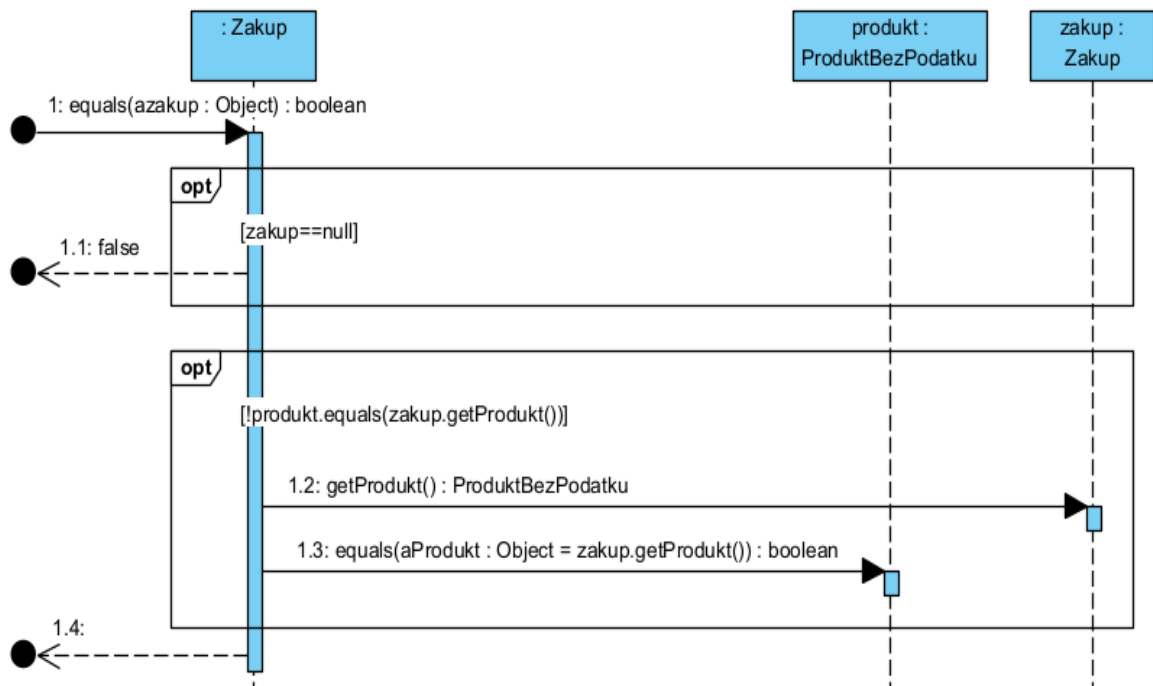 : Zakup
produkt :
ProduktBezPodatku
zakup :
Zakup
1: equals(azakup : Object) : boolean
opt
[zakup==null]
1.1: false
opt
[!produkt.equals(zakup.getProdukt())]
1.2: getProdukt() : ProduktBezPodatku
1.3: equals(aProdukt : Object = zakup.getProdukt()) : boolean
1.4: